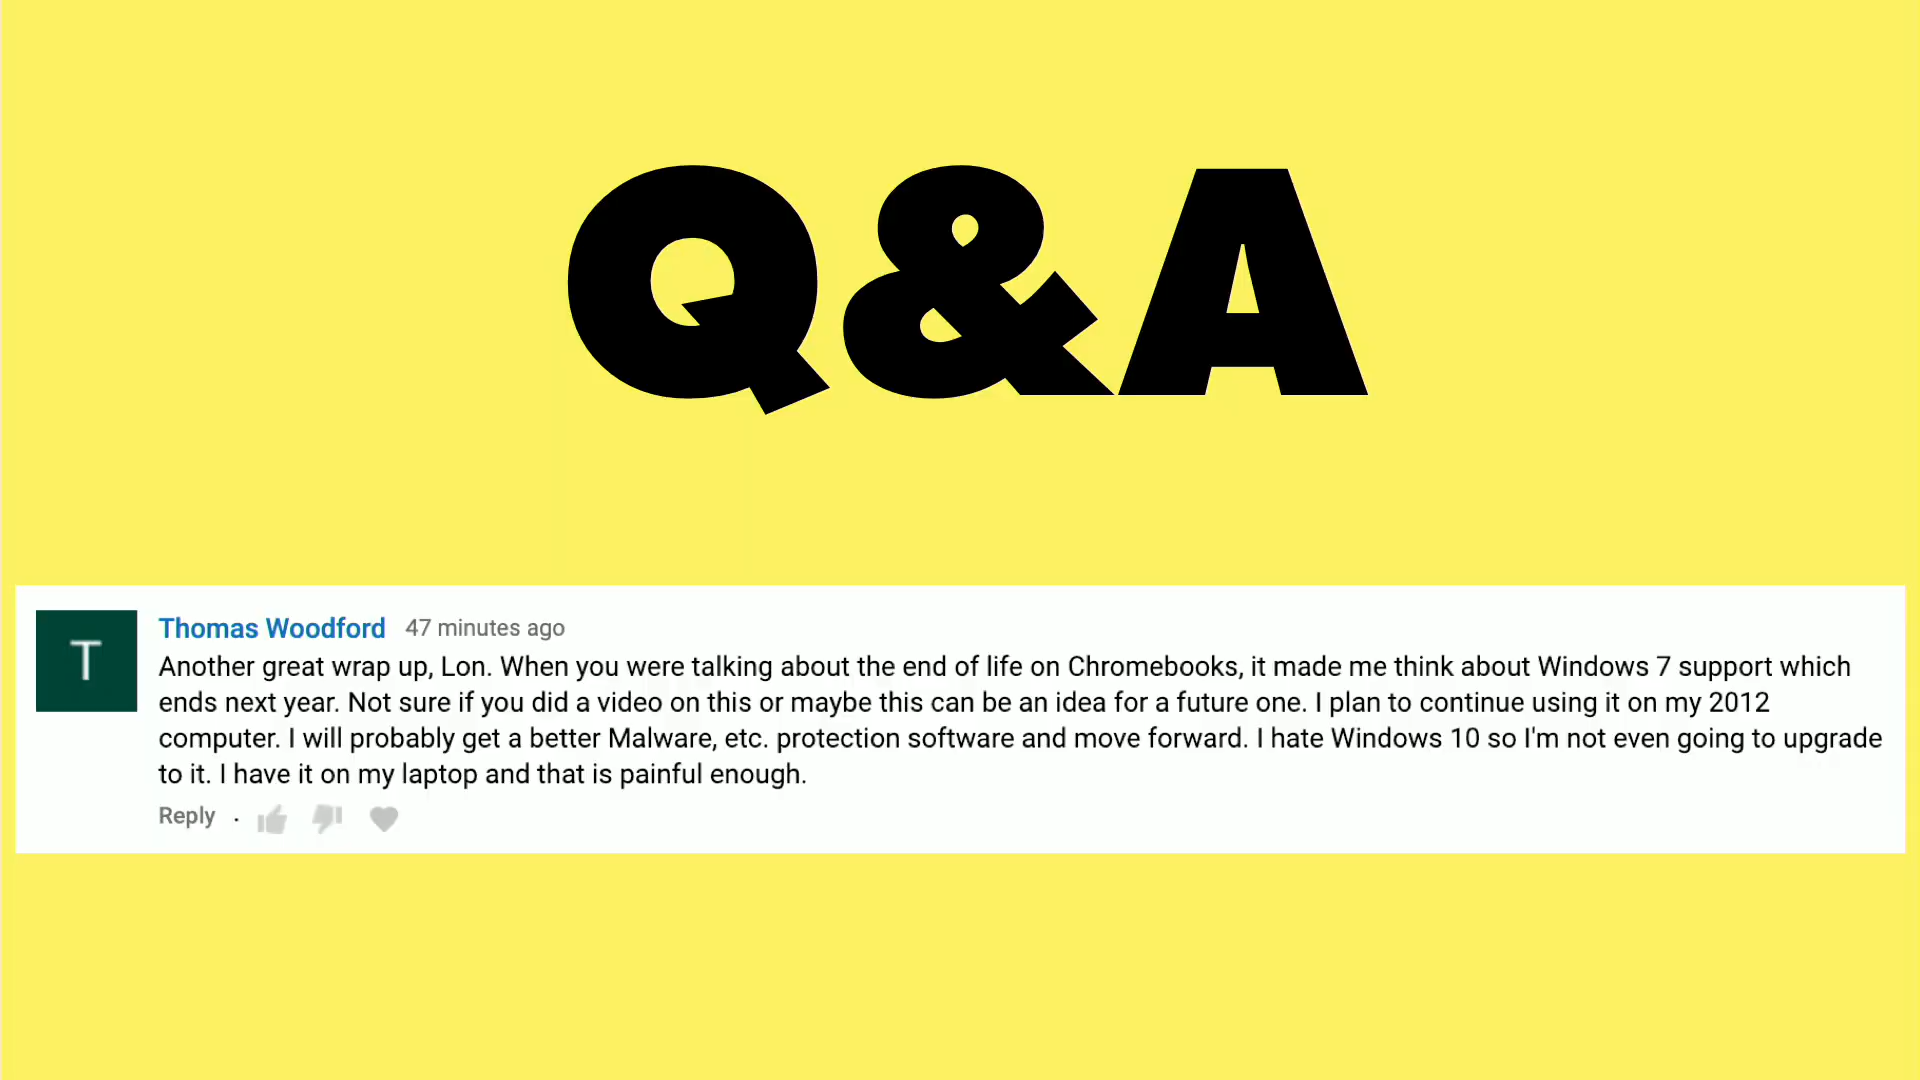 Q&A
T
Thomas Woodford 47 minutes ago
Another great wrap up, Lon. When you were talking about the end of life on Chromebooks, it made me think about Windows 7 support which
ends next year. Not sure if you did a video on this or maybe this can be an idea for a future one. I plan to continue using it on my 2012
computer. I will probably get a better Malware, etc. protection software and move forward. I hate Windows 10 so I'm not even going to upgrade
to it. I have it on my laptop and that is painful enough.
Reply ·